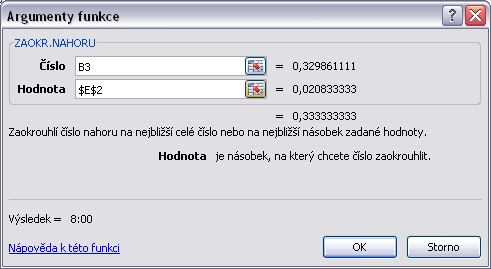 Argumenty funkce
ZAOKR.NAHORU
Číslo B3 = 0,329861111
Hodnota $E$2 = 0,020833333
= 0,333333333
Zaokrouhlí číslo nahoru na nejbližší celé číslo nebo na nejbližší násobek zadané hodnoty.
Hodnota je násobek, na který chcete číslo zaokrouhlit.
Výsledek = 8:00
Nápověda k této funkci
OK Storno